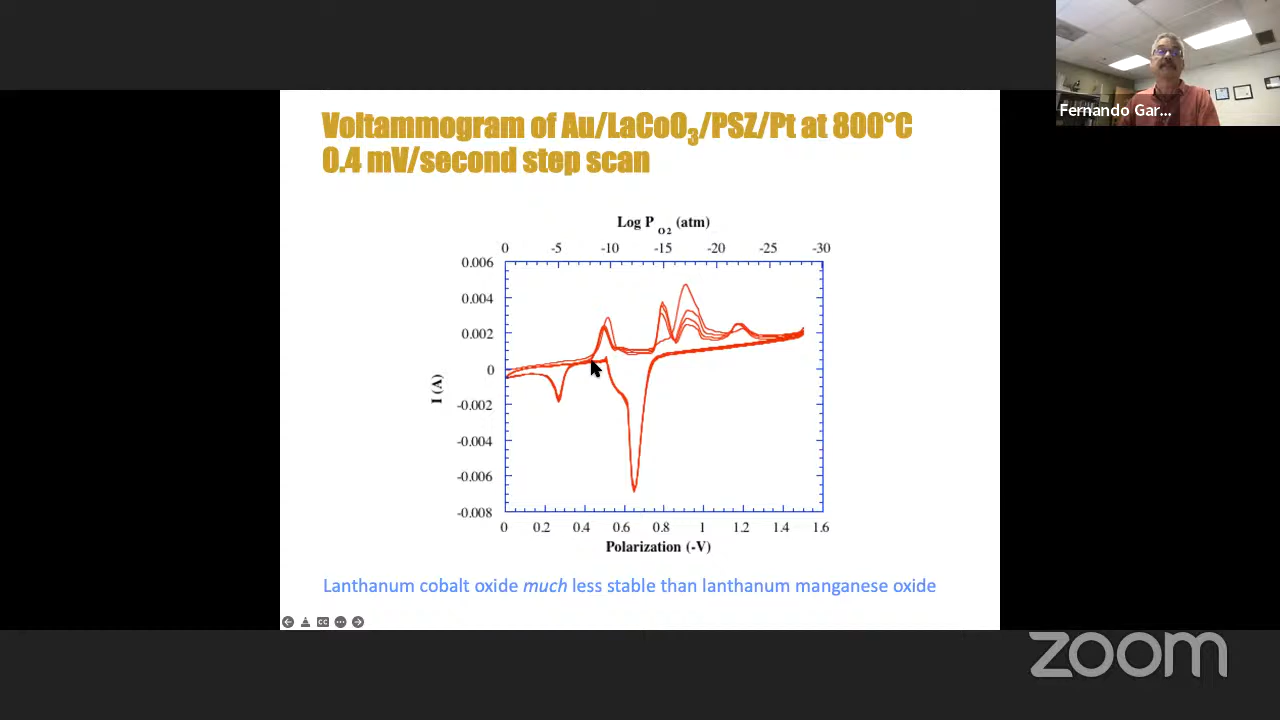 Fernando Gar...
Voltammogram of Au/LaCoO₃/PSZ/Pt at 800°C
0.4 mV/second step scan
Log P O2 (atm)
0 -5 -10 -15 -20 -25 -30
0.006
0.004
0.002
0
-0.002
-0.004
-0.006
-0.008
I (A)
0 0.2 0.4 0.6 0.8 1 1.2 1.4 1.6
Polarization (-V)
Lanthanum cobalt oxide much less stable than lanthanum manganese oxide
CC
zoom